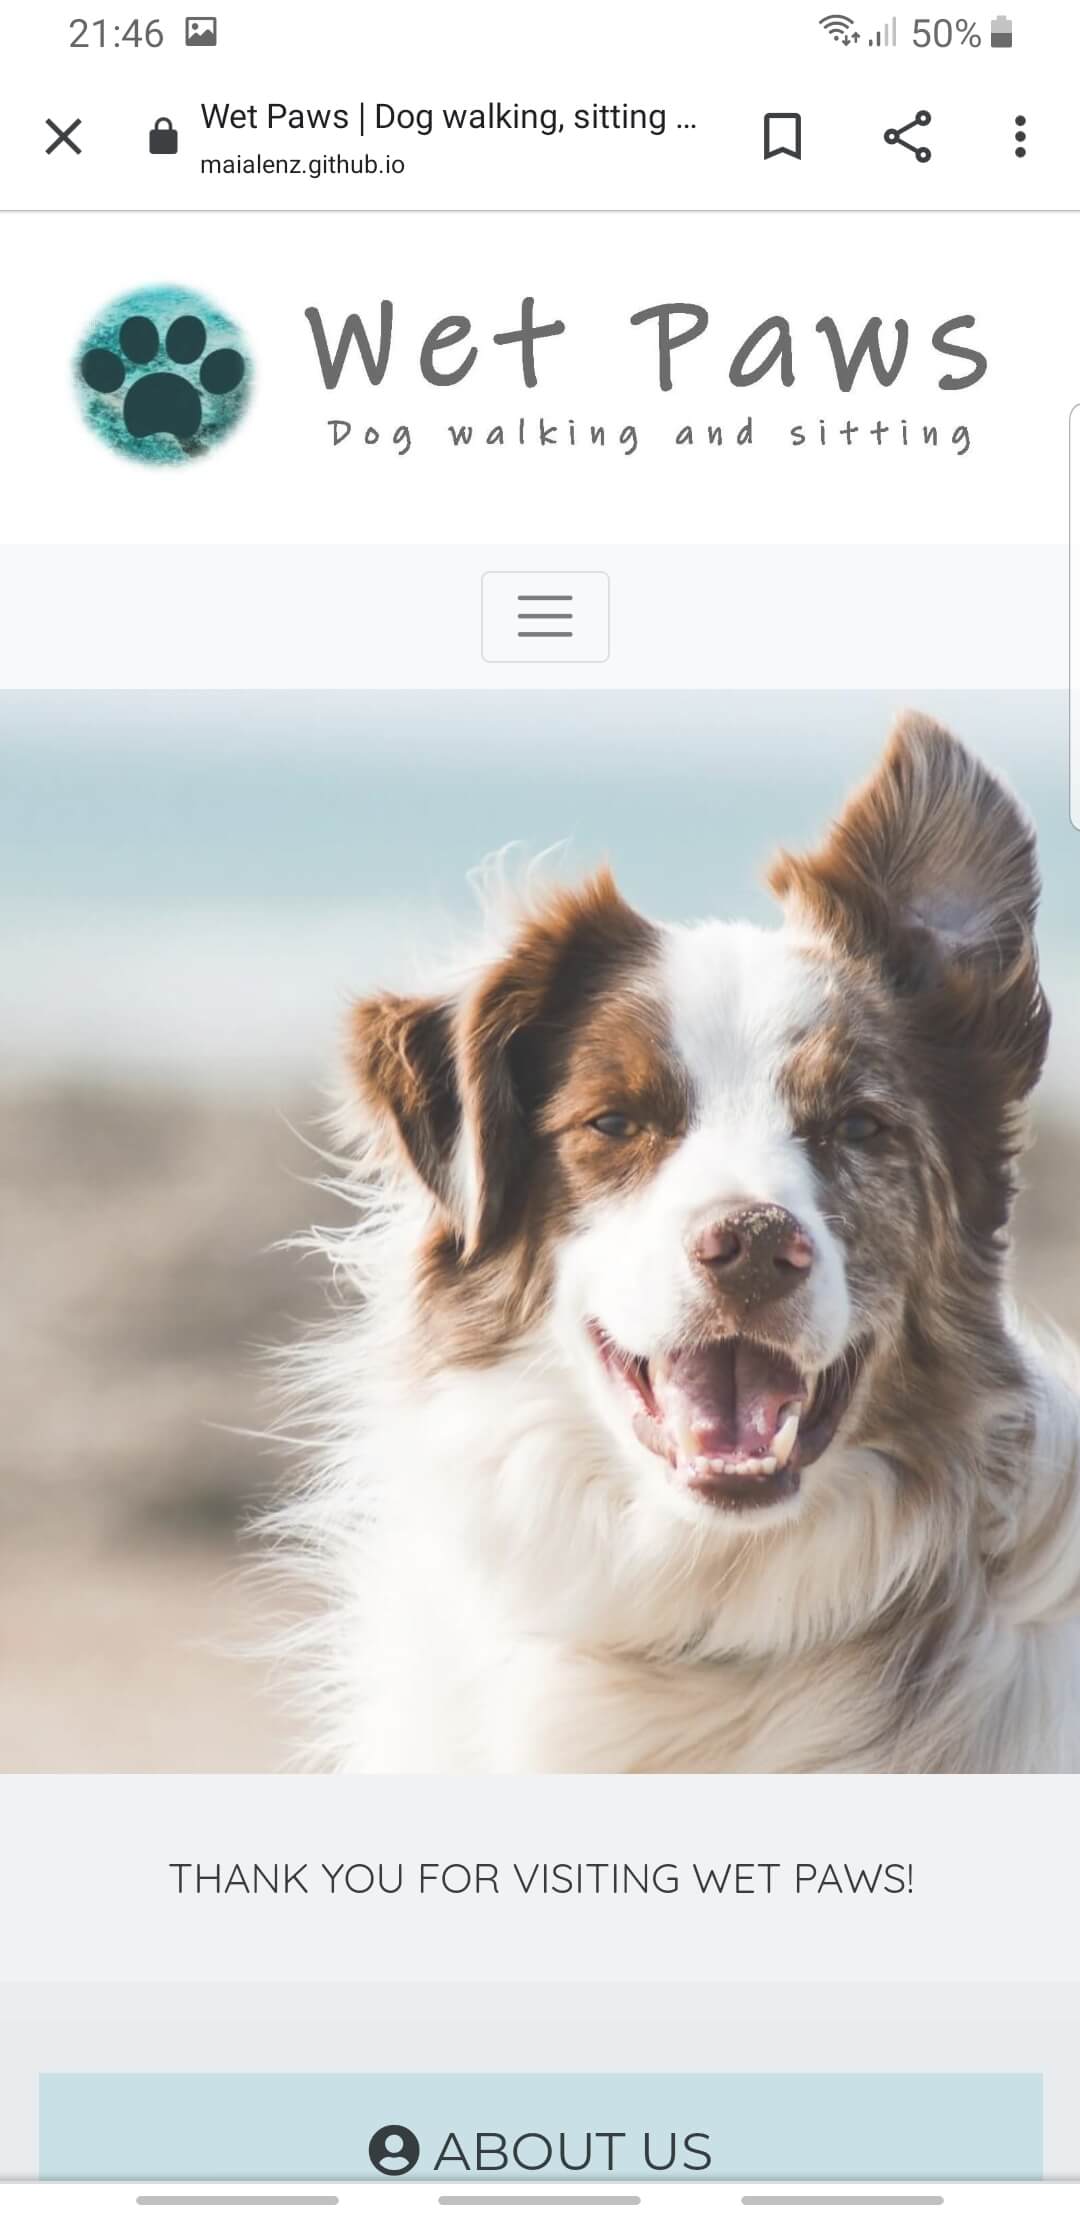 21:46
50%
Wet Paws | Dog walking, sitting ...
maialenz.github.io
Wet Paws
Dog walking and sitting
THANK YOU FOR VISITING WET PAWS!
ABOUT US